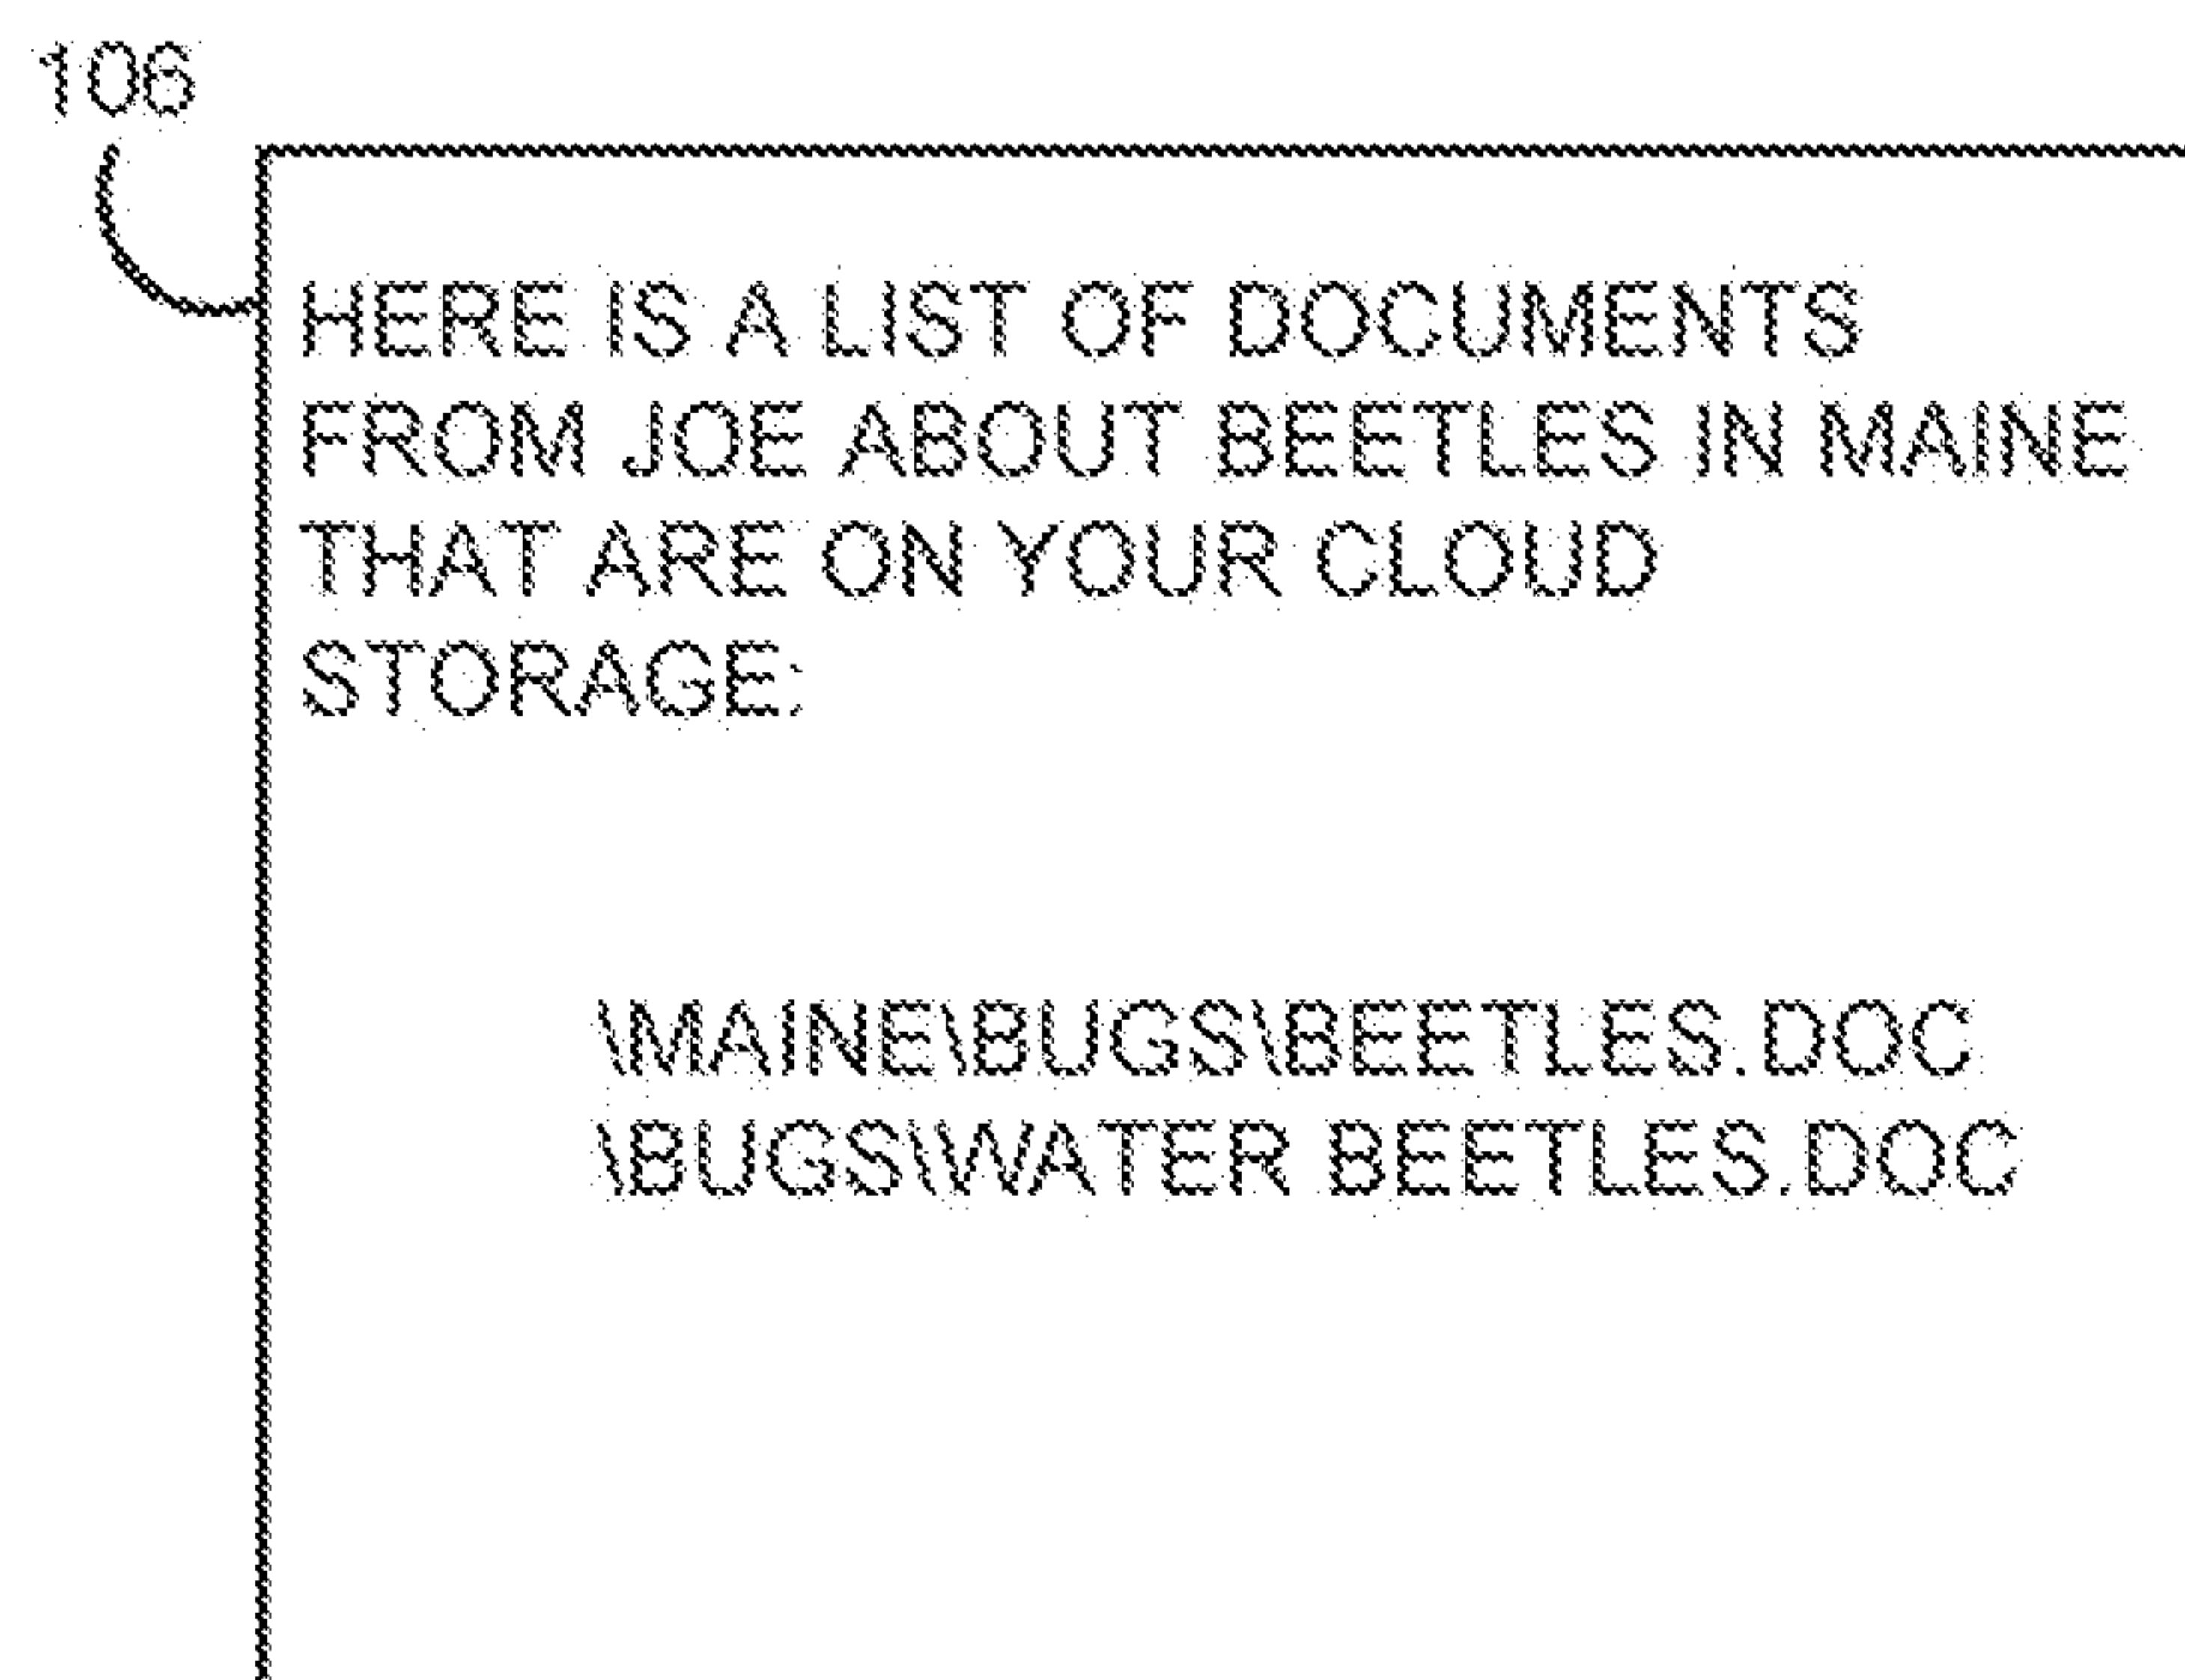 106
HERE IS A LIST OF DOCUMENTS
FROM JOE ABOUT BEETLES IN MAINE
THAT ARE ON YOUR CLOUD
STORAGE:
\MAINE\BUGS\BEETLES.DOC
\BUGS\WATER BEETLES.DOC